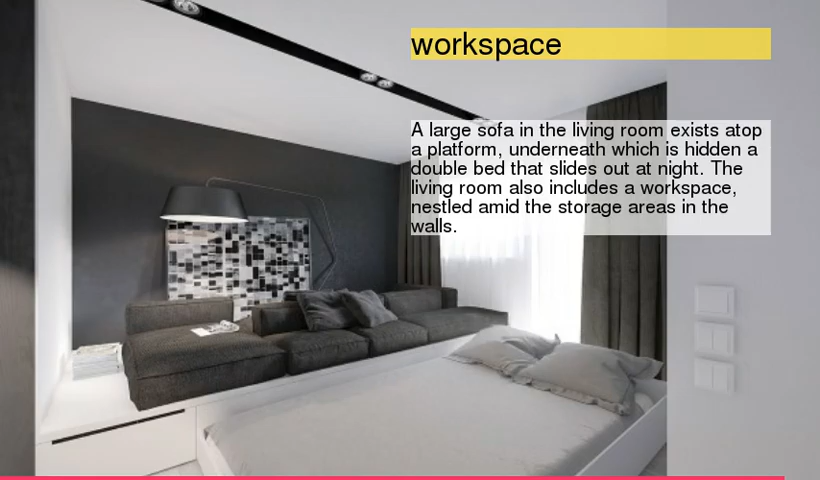 workspace
A large sofa in the living room exists atop
a platform, underneath which is hidden a
double bed that slides out at night. The
living room also includes a workspace,
nestled amid the storage areas in the
walls.